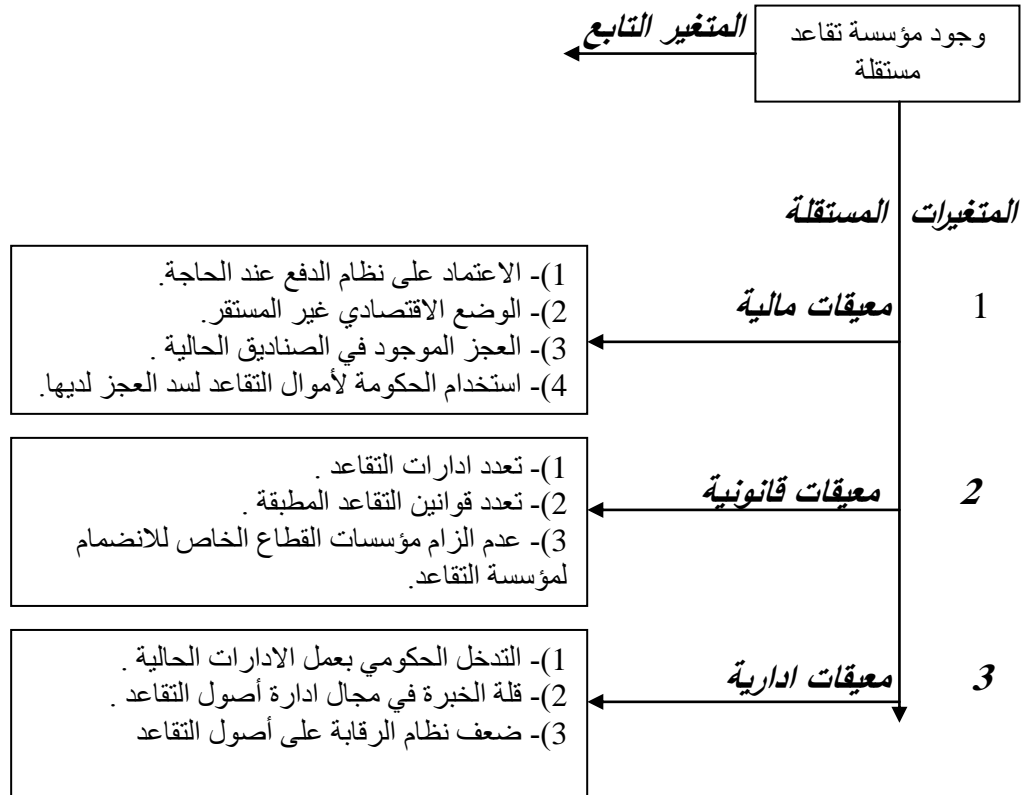 وجود مؤسسة تقاعد
مستقلة
المتغير التابع
المتغيرات المستقلة
1 معيقات مالية
1)- الاعتماد على نظام الدفع عند الحاجة.
2)- الوضع الاقتصادي غير المستقر.
3)- العجز الموجود في الصناديق الحالية .
4)- استخدام الحكومة لأموال التقاعد لسد العجز لديها.
2 معيقات قانونية
1)- تعدد ادارات التقاعد .
2)- تعدد قوانين التقاعد المطبقة .
3)- عدم الزام مؤسسات القطاع الخاص للانضمام
لمؤسسة التقاعد.
3 معيقات ادارية
1)- التدخل الحكومي بعمل الادارات الحالية .
2)- قلة الخبرة في مجال ادارة أصول التقاعد .
3)- ضعف نظام الرقابة على أصول التقاعد